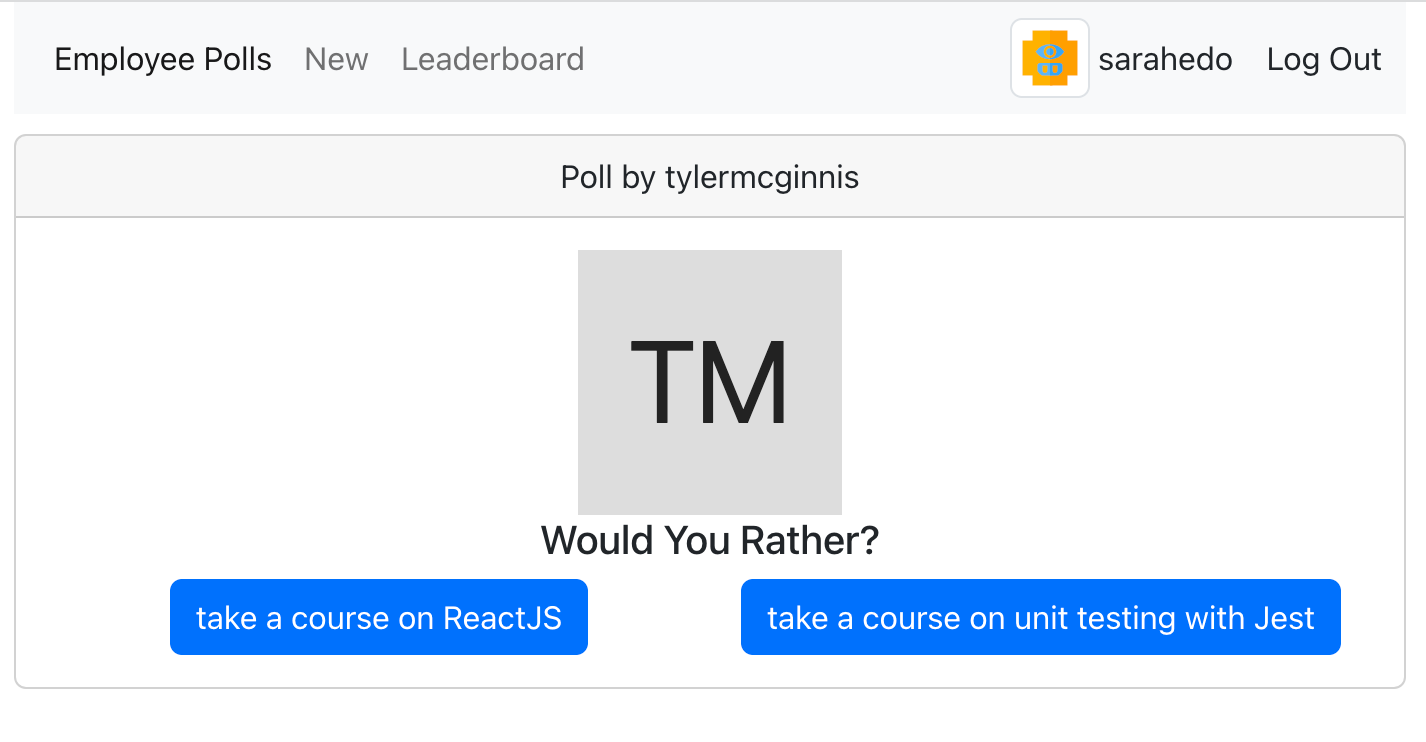 Employee Polls New Leaderboard sarahedo Log Out
Poll by tylermcginnis
TM
Would You Rather?
take a course on ReactJS take a course on unit testing with Jest